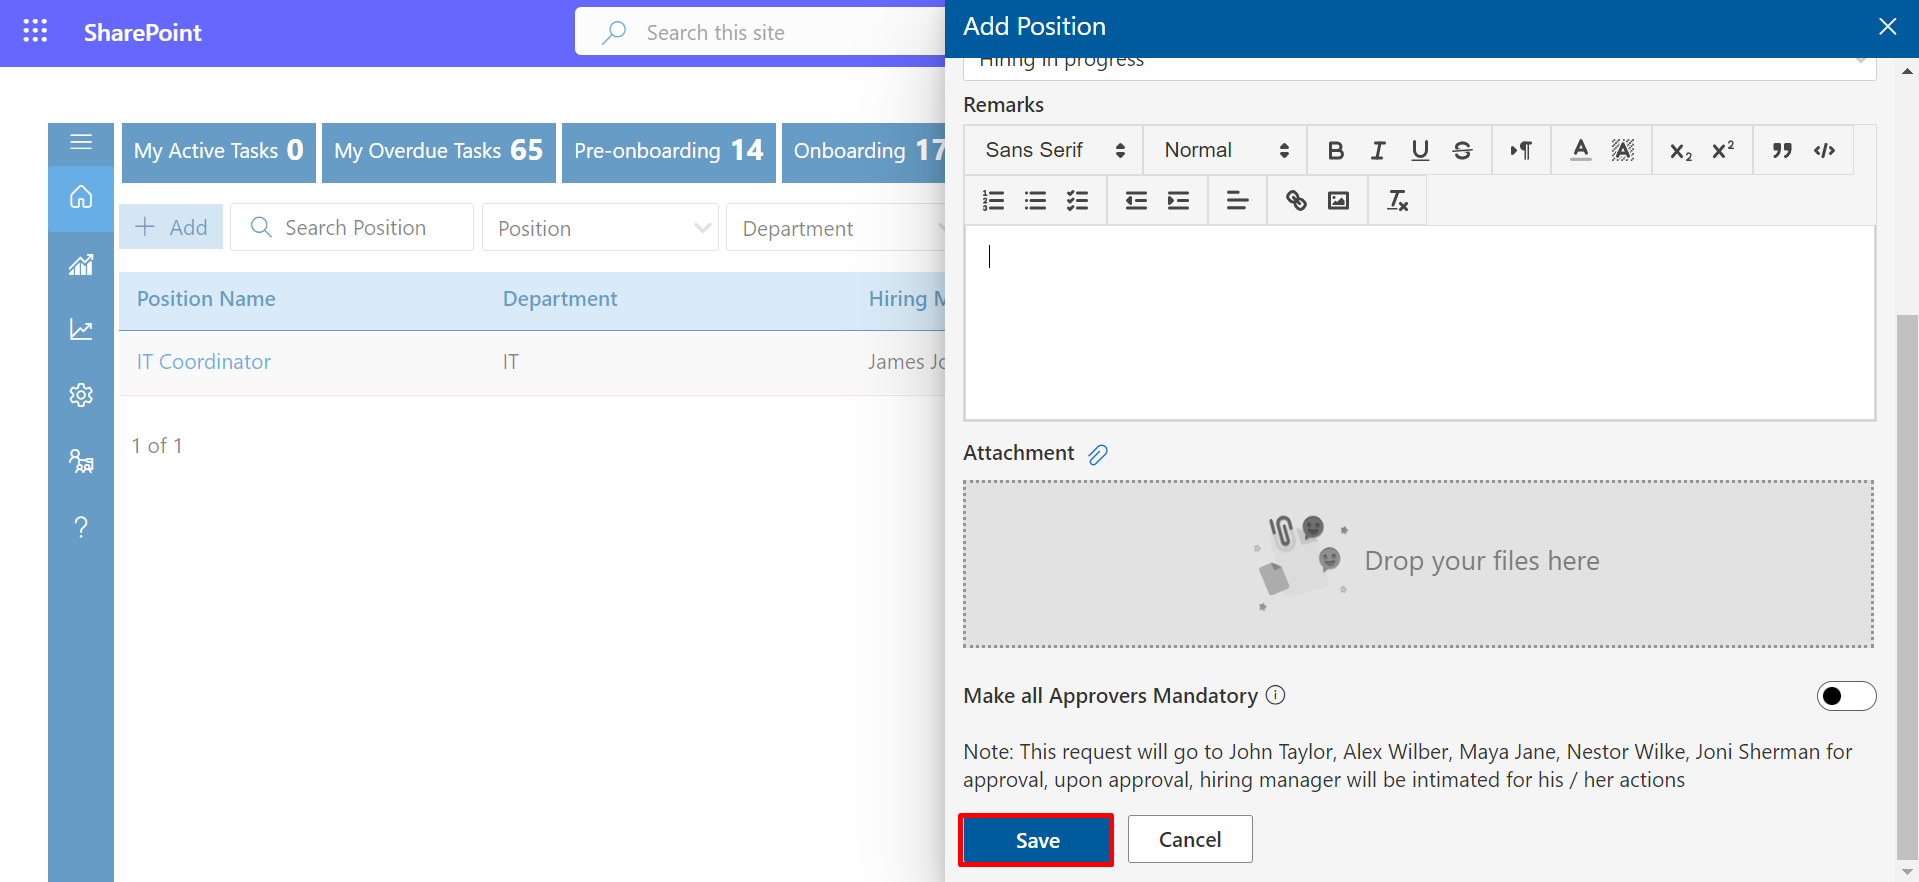 SharePoint
Search this site
Add Position
Hiring in progress
My Active Tasks 0
My Overdue Tasks 65
Pre-onboarding 14
Onboarding 17
Remarks
Sans Serif
Normal
Add
Search Position
Position
Department
Position Name
Department
Hiring M
IT Coordinator
IT
James Jo
1 of 1
Attachment
Drop your files here
Make all Approvers Mandatory
Note: This request will go to John Taylor, Alex Wilber, Maya Jane, Nestor Wilke, Joni Sherman for
approval, upon approval, hiring manager will be intimated for his / her actions
Save
Cancel